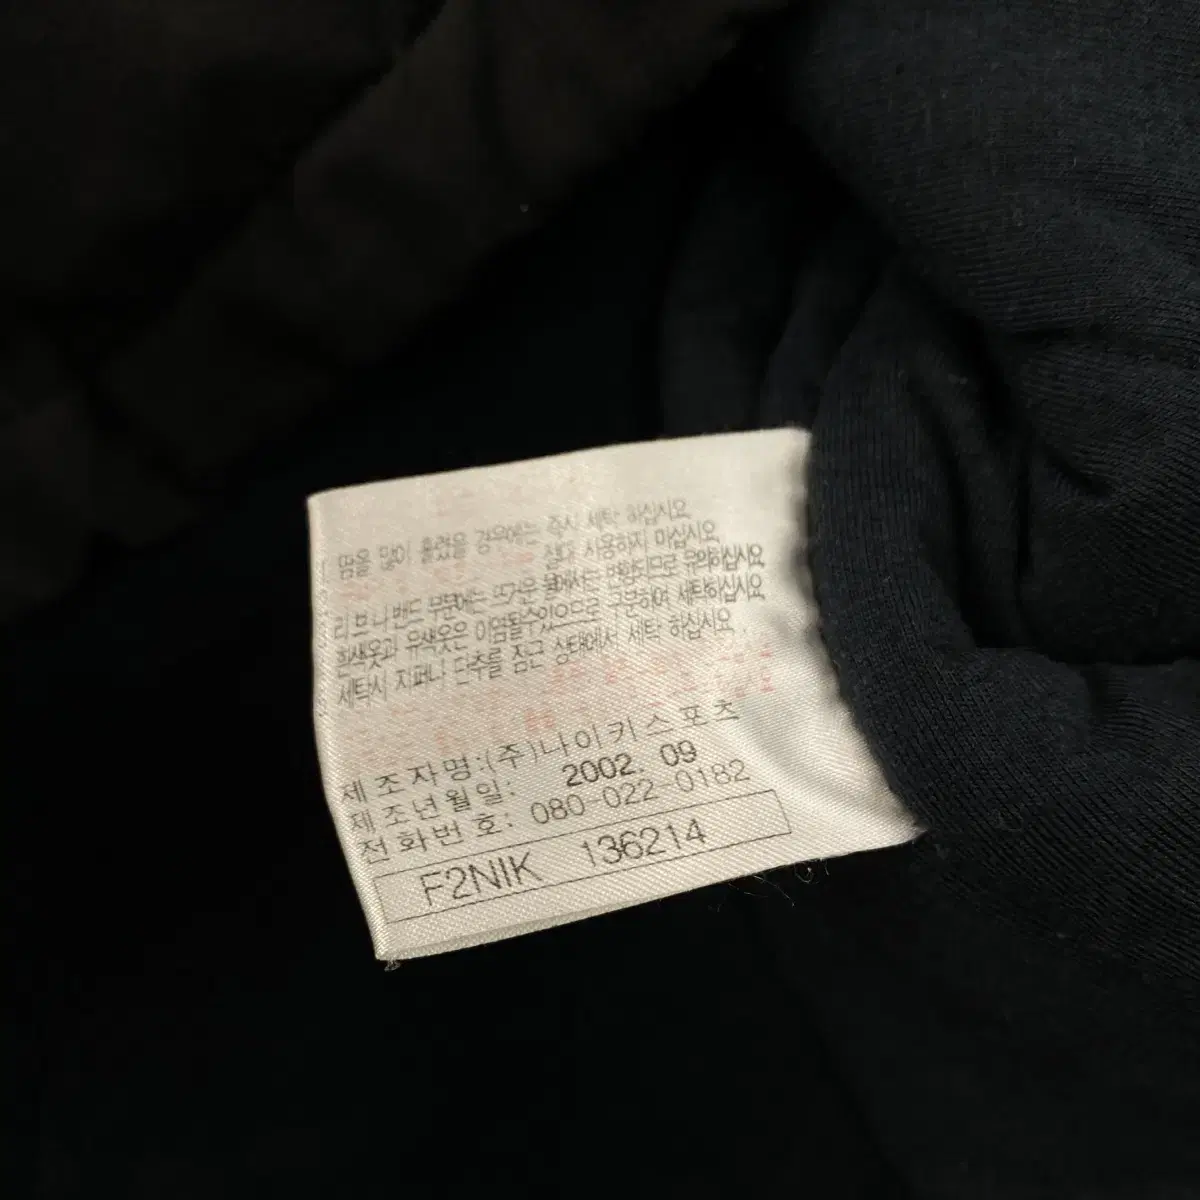 땀을 많이 흘렸을 경우에는 즉시 세탁 하십시오
절대 사용하지 마십시오
리브나 밴드 부분에는 뜨거운 물에서는 변형되므로 유의하십시오
흰색옷과 유색옷은 이염될수있으므로 구분하여 세탁하십시오
세탁시 지퍼나 단추를 잠근 상태에서 세탁 하십시오.
제조자명:(주)나이키스포츠
제조년월일: 2002. 09
전화번호: 080-022-0182
F2NIK 136214